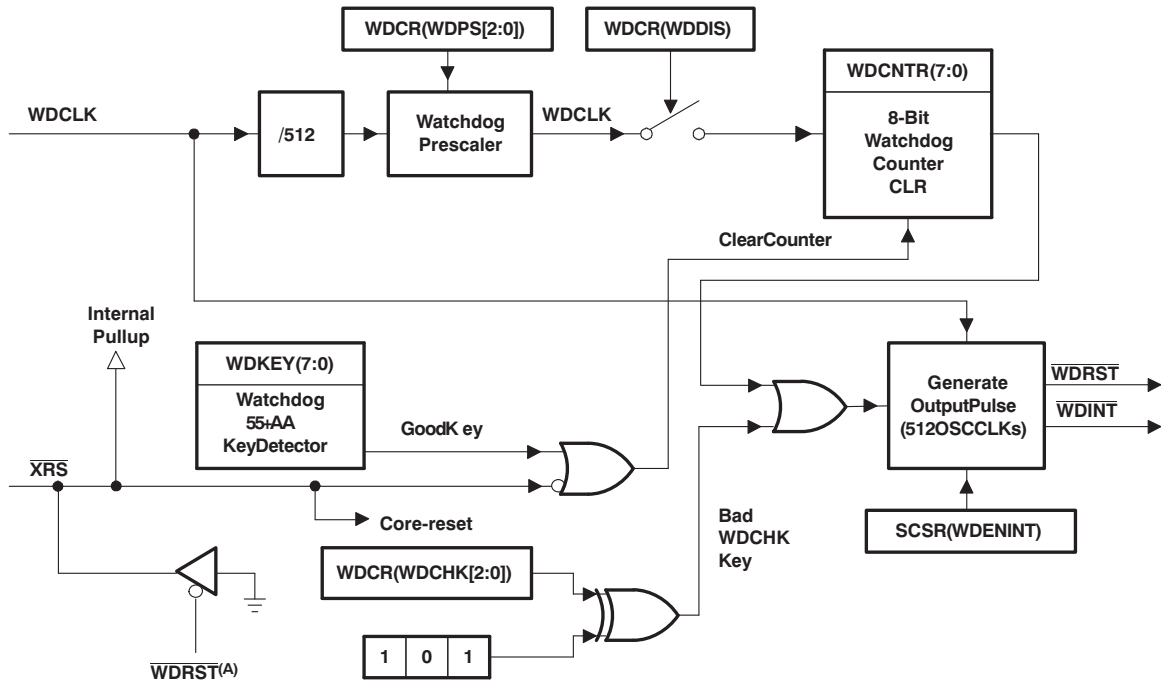 WDCR(WDPS[2:0])
WDCR(WDDIS)
WDCNTR(7:0)
WDCLK
/512
Watchdog
Prescaler
WDCLK
8-Bit
Watchdog
Counter
CLR
ClearCounter
Internal
Pullup
WDKEY(7:0)
Watchdog
55+AA
KeyDetector
GoodK ey
Generate
OutputPulse
(512OSCCLKs)
WDRST
WDINT
XRS
Core-reset
Bad
WDCHK
Key
SCSR(WDENINT)
WDCR(WDCHK[2:0])
1 0 1
WDRST(A)